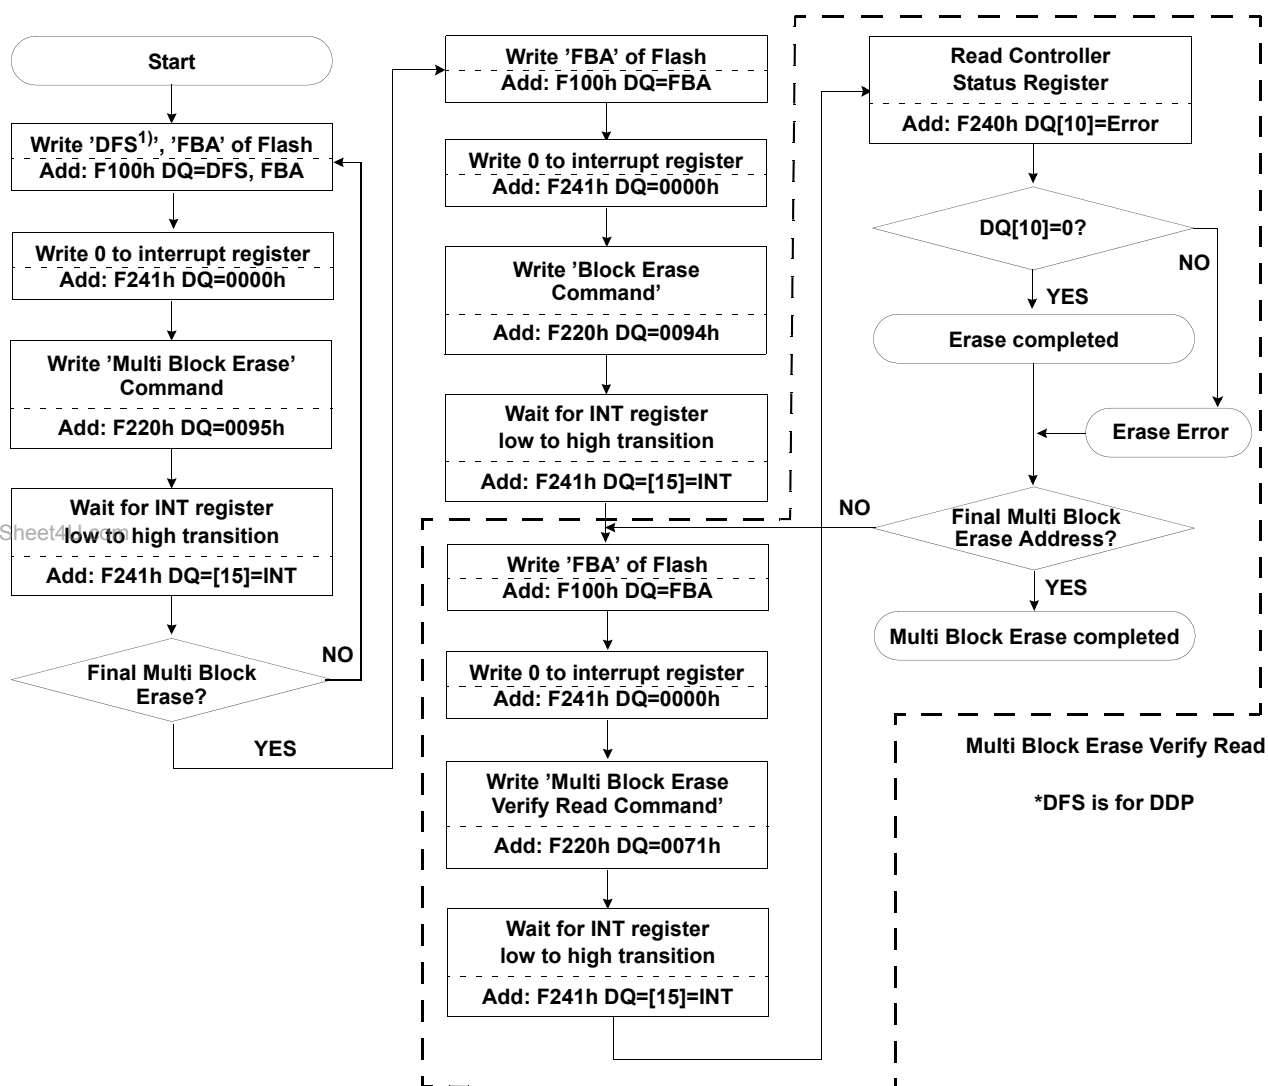 Start
Write 'DFS1)', 'FBA' of Flash
Add: F100h DQ=DFS, FBA
Write 0 to interrupt register
Add: F241h DQ=0000h
Write 'Multi Block Erase'
Command
Add: F220h DQ=0095h
Wait for INT register
low to high transition
Add: F241h DQ=[15]=INT
Sheet4U.com
Final Multi Block
Erase?
NO
YES
Write 'FBA' of Flash
Add: F100h DQ=FBA
Write 0 to interrupt register
Add: F241h DQ=0000h
Write 'Block Erase
Command'
Add: F220h DQ=0094h
Wait for INT register
low to high transition
Add: F241h DQ=[15]=INT
Write 'FBA' of Flash
Add: F100h DQ=FBA
Write 0 to interrupt register
Add: F241h DQ=0000h
Write 'Multi Block Erase
Verify Read Command'
Add: F220h DQ=0071h
Wait for INT register
low to high transition
Add: F241h DQ=[15]=INT
Read Controller
Status Register
Add: F240h DQ[10]=Error
DQ[10]=0?
NO
YES
Erase completed
Erase Error
NO
Final Multi Block
Erase Address?
YES
Multi Block Erase completed
Multi Block Erase Verify Read
*DFS is for DDP